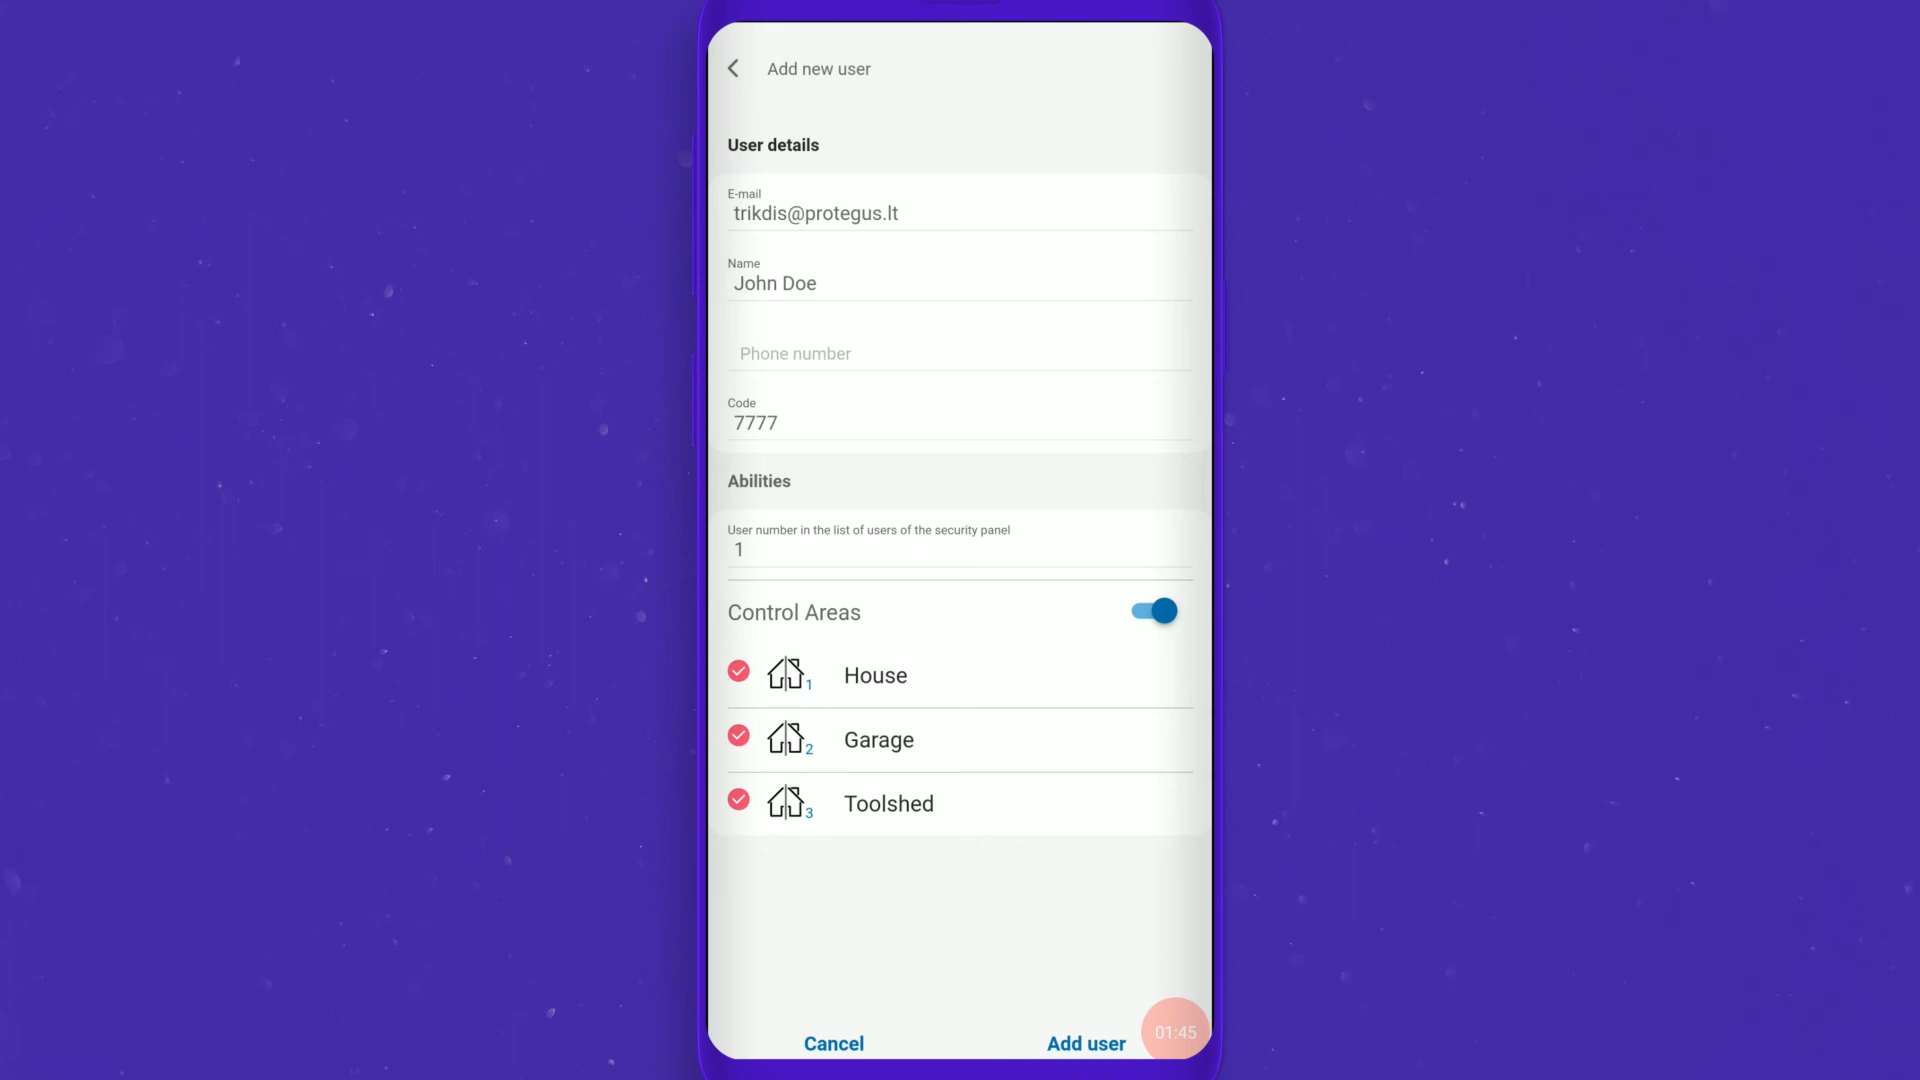 Add new user
User details
E-mail
trikdis@protegus.lt
Name
John Doe
Phone number
Code
7777
Abilities
User number in the list of users of the security panel
1
Control Areas
1 House
2 Garage
3 Toolshed
Cancel
Add user
01:45